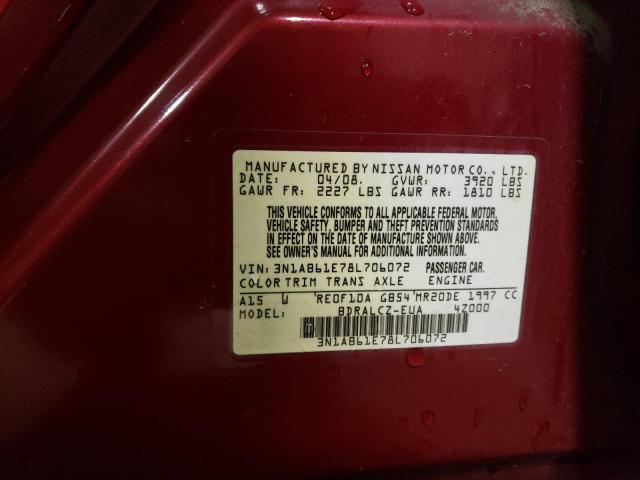 MANUFACTURED BY NISSAN MOTOR CO., LTD.
DATE: 04/08. GVWR: 3920 LBS
GAWR FR: 2227 LBS GAWR RR: 1810 LBS
THIS VEHICLE CONFORMS TO ALL APPLICABLE FEDERAL MOTOR
VEHICLE SAFETY, BUMPER AND THEFT PREVENTION STANDARDS
IN EFFECT ON THE DATE OF MANUFACTURE SHOWN ABOVE.
SEE OWNER'S MANUAL FOR ADDITIONAL INFORMATION.
VIN: 3N1AB61E78L706072 PASSENGER CAR.
COLOR TRIM TRANS AXLE ENGINE
A15 W RE0F10A GB54 MR20DE 1997 CC
MODEL: BDRALCZ-EUA 4Z000
3N1AB61E78L706072